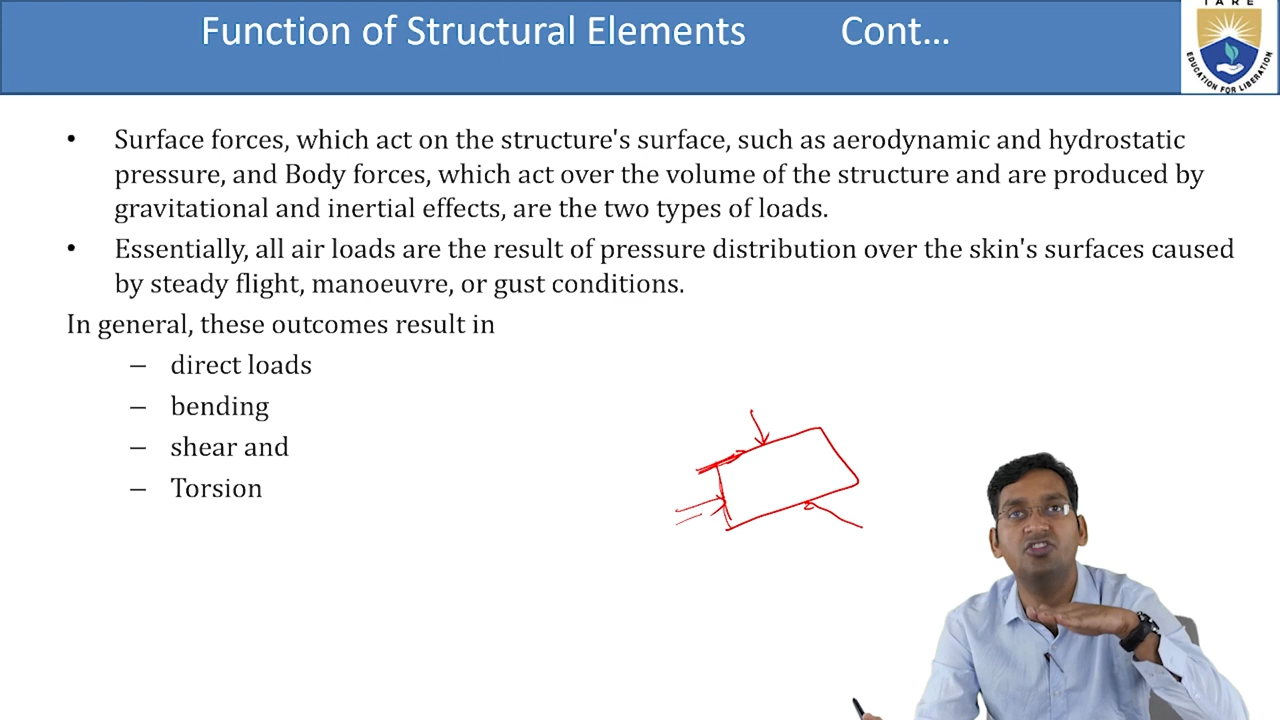 Function of Structural Elements Cont...
TARE
EDUCATION FOR LIBERATION
• Surface forces, which act on the structure's surface, such as aerodynamic and hydrostatic
pressure, and Body forces, which act over the volume of the structure and are produced by
gravitational and inertial effects, are the two types of loads.
• Essentially, all air loads are the result of pressure distribution over the skin's surfaces caused
by steady flight, manoeuvre, or gust conditions.
In general, these outcomes result in
– direct loads
– bending
– shear and
– Torsion